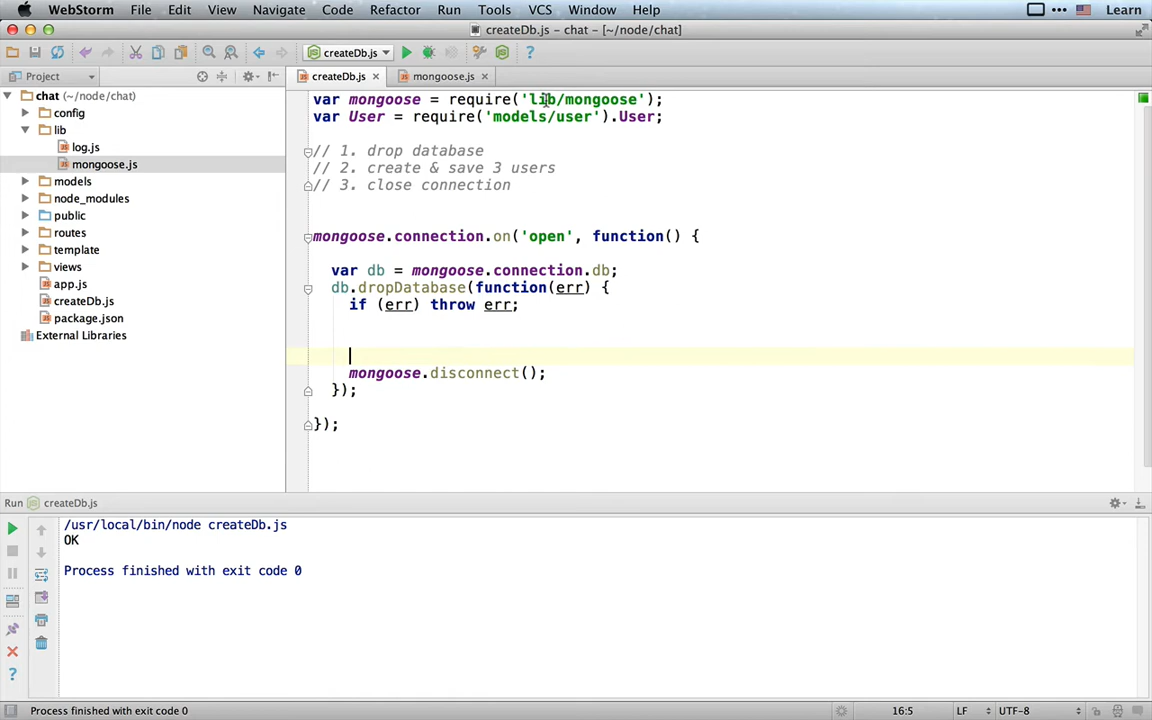 WebStorm File Edit View Navigate Code Refactor Run Tools VCS Window Help Learn
createDb.js – chat – [~/node/chat]
createDb.js
Project createDb.js mongoose.js
chat (~/node/chat)
config
lib
log.js
mongoose.js
models
node_modules
public
routes
template
views
app.js
createDb.js
package.json
External Libraries
var mongoose = require('lib/mongoose');
var User = require('models/user').User;
// 1. drop database
// 2. create & save 3 users
// 3. close connection
mongoose.connection.on('open', function() {
var db = mongoose.connection.db;
db.dropDatabase(function(err) {
if (err) throw err;
mongoose.disconnect();
});
});
Run createDb.js
/usr/local/bin/node createDb.js
OK
Process finished with exit code 0
Process finished with exit code 0 16:5 LF UTF-8